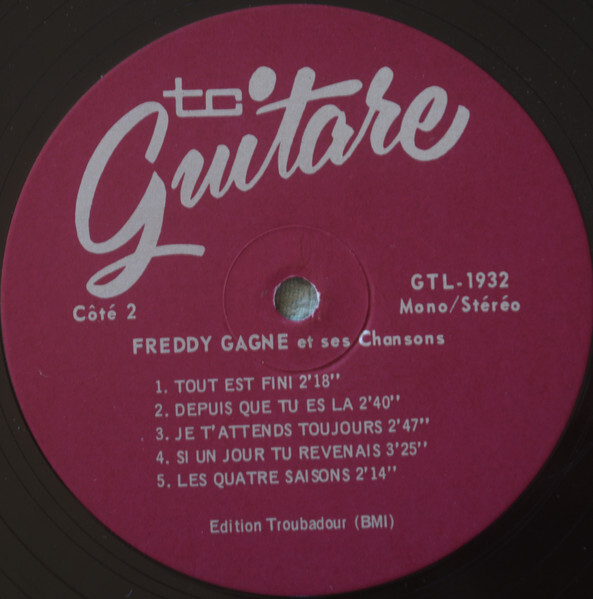 tc
Guitare
Côté 2
GTL-1932
Mono/Stéréo
FREDDY GAGNE et ses Chansons
1. TOUT EST FINI 2'18''
2. DEPUIS QUE TU ES LA 2'40''
3. JE T'ATTENDS TOUJOURS 2'47''
4. SI UN JOUR TU REVENAIS 3'25''
5. LES QUATRE SAISONS 2'14''
Edition Troubadour (BMI)